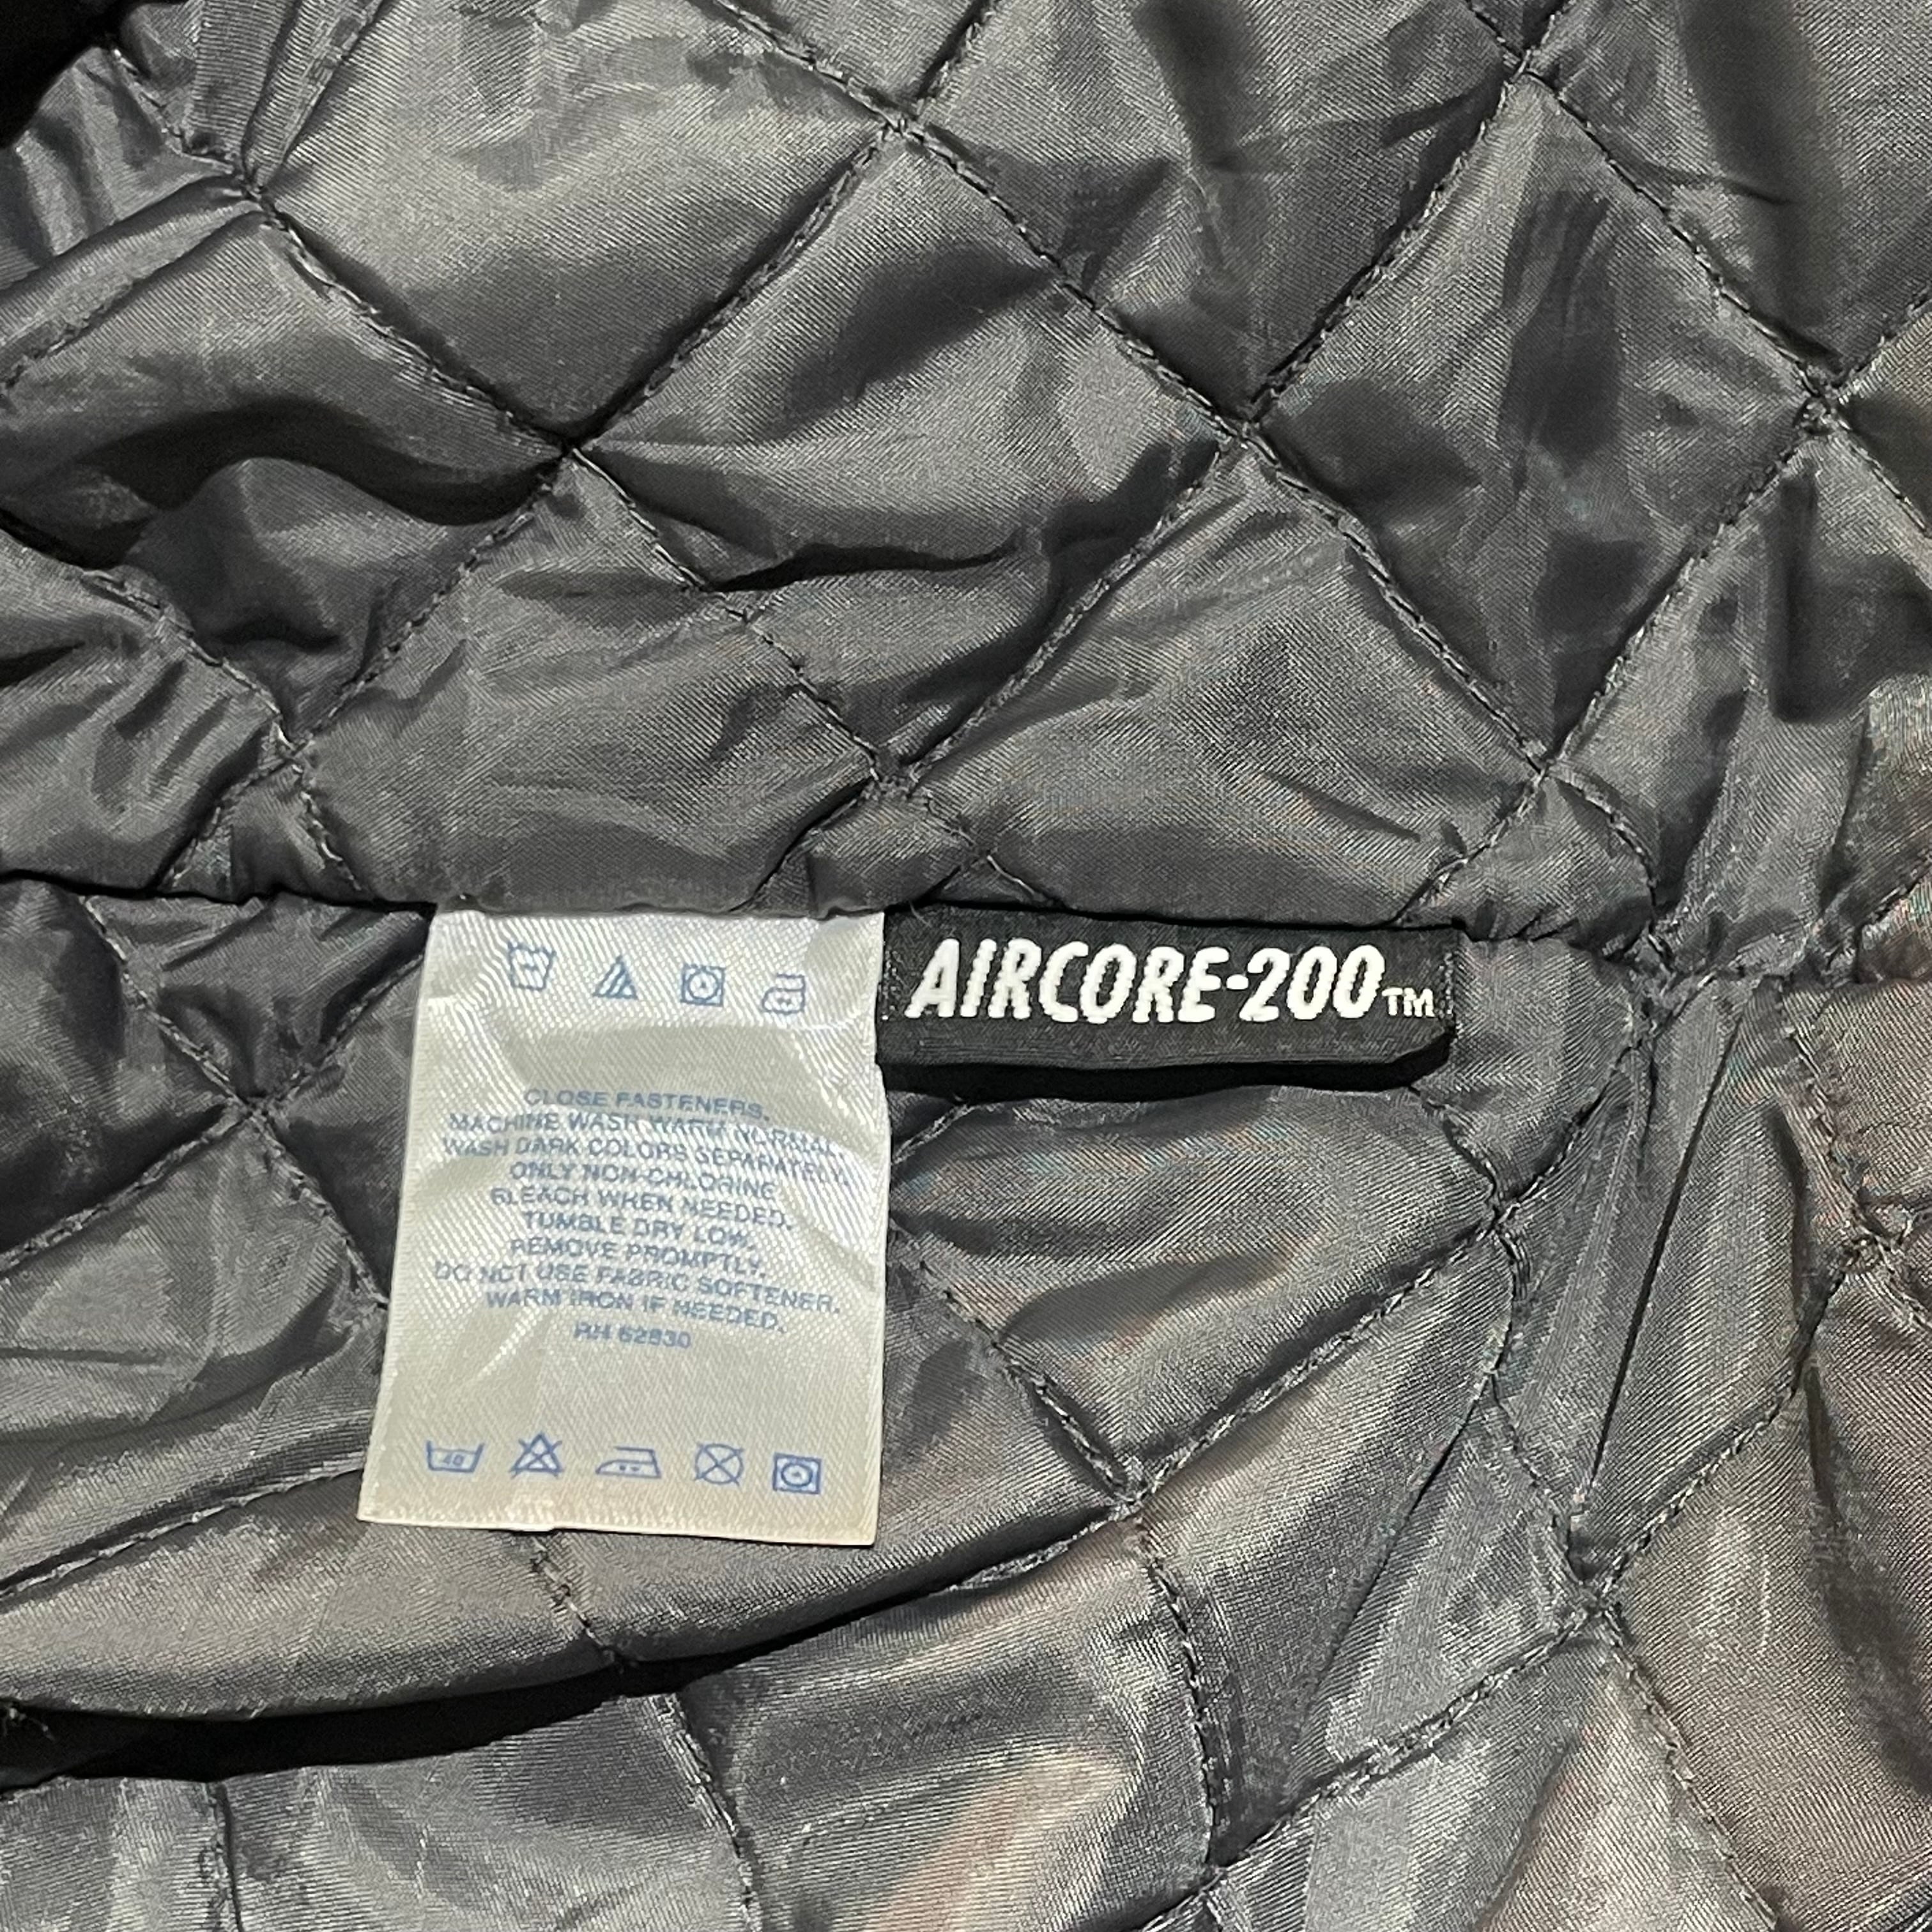 AIRCORE-200™
CLOSE FASTENERS.
MACHINE WASH WARM NORMAL.
WASH DARK COLORS SEPARATELY.
ONLY NON-CHLORINE
BLEACH WHEN NEEDED.
TUMBLE DRY LOW.
REMOVE PROMPTLY.
DO NOT USE FABRIC SOFTENER.
WARM IRON IF NEEDED.
RN 62830
40